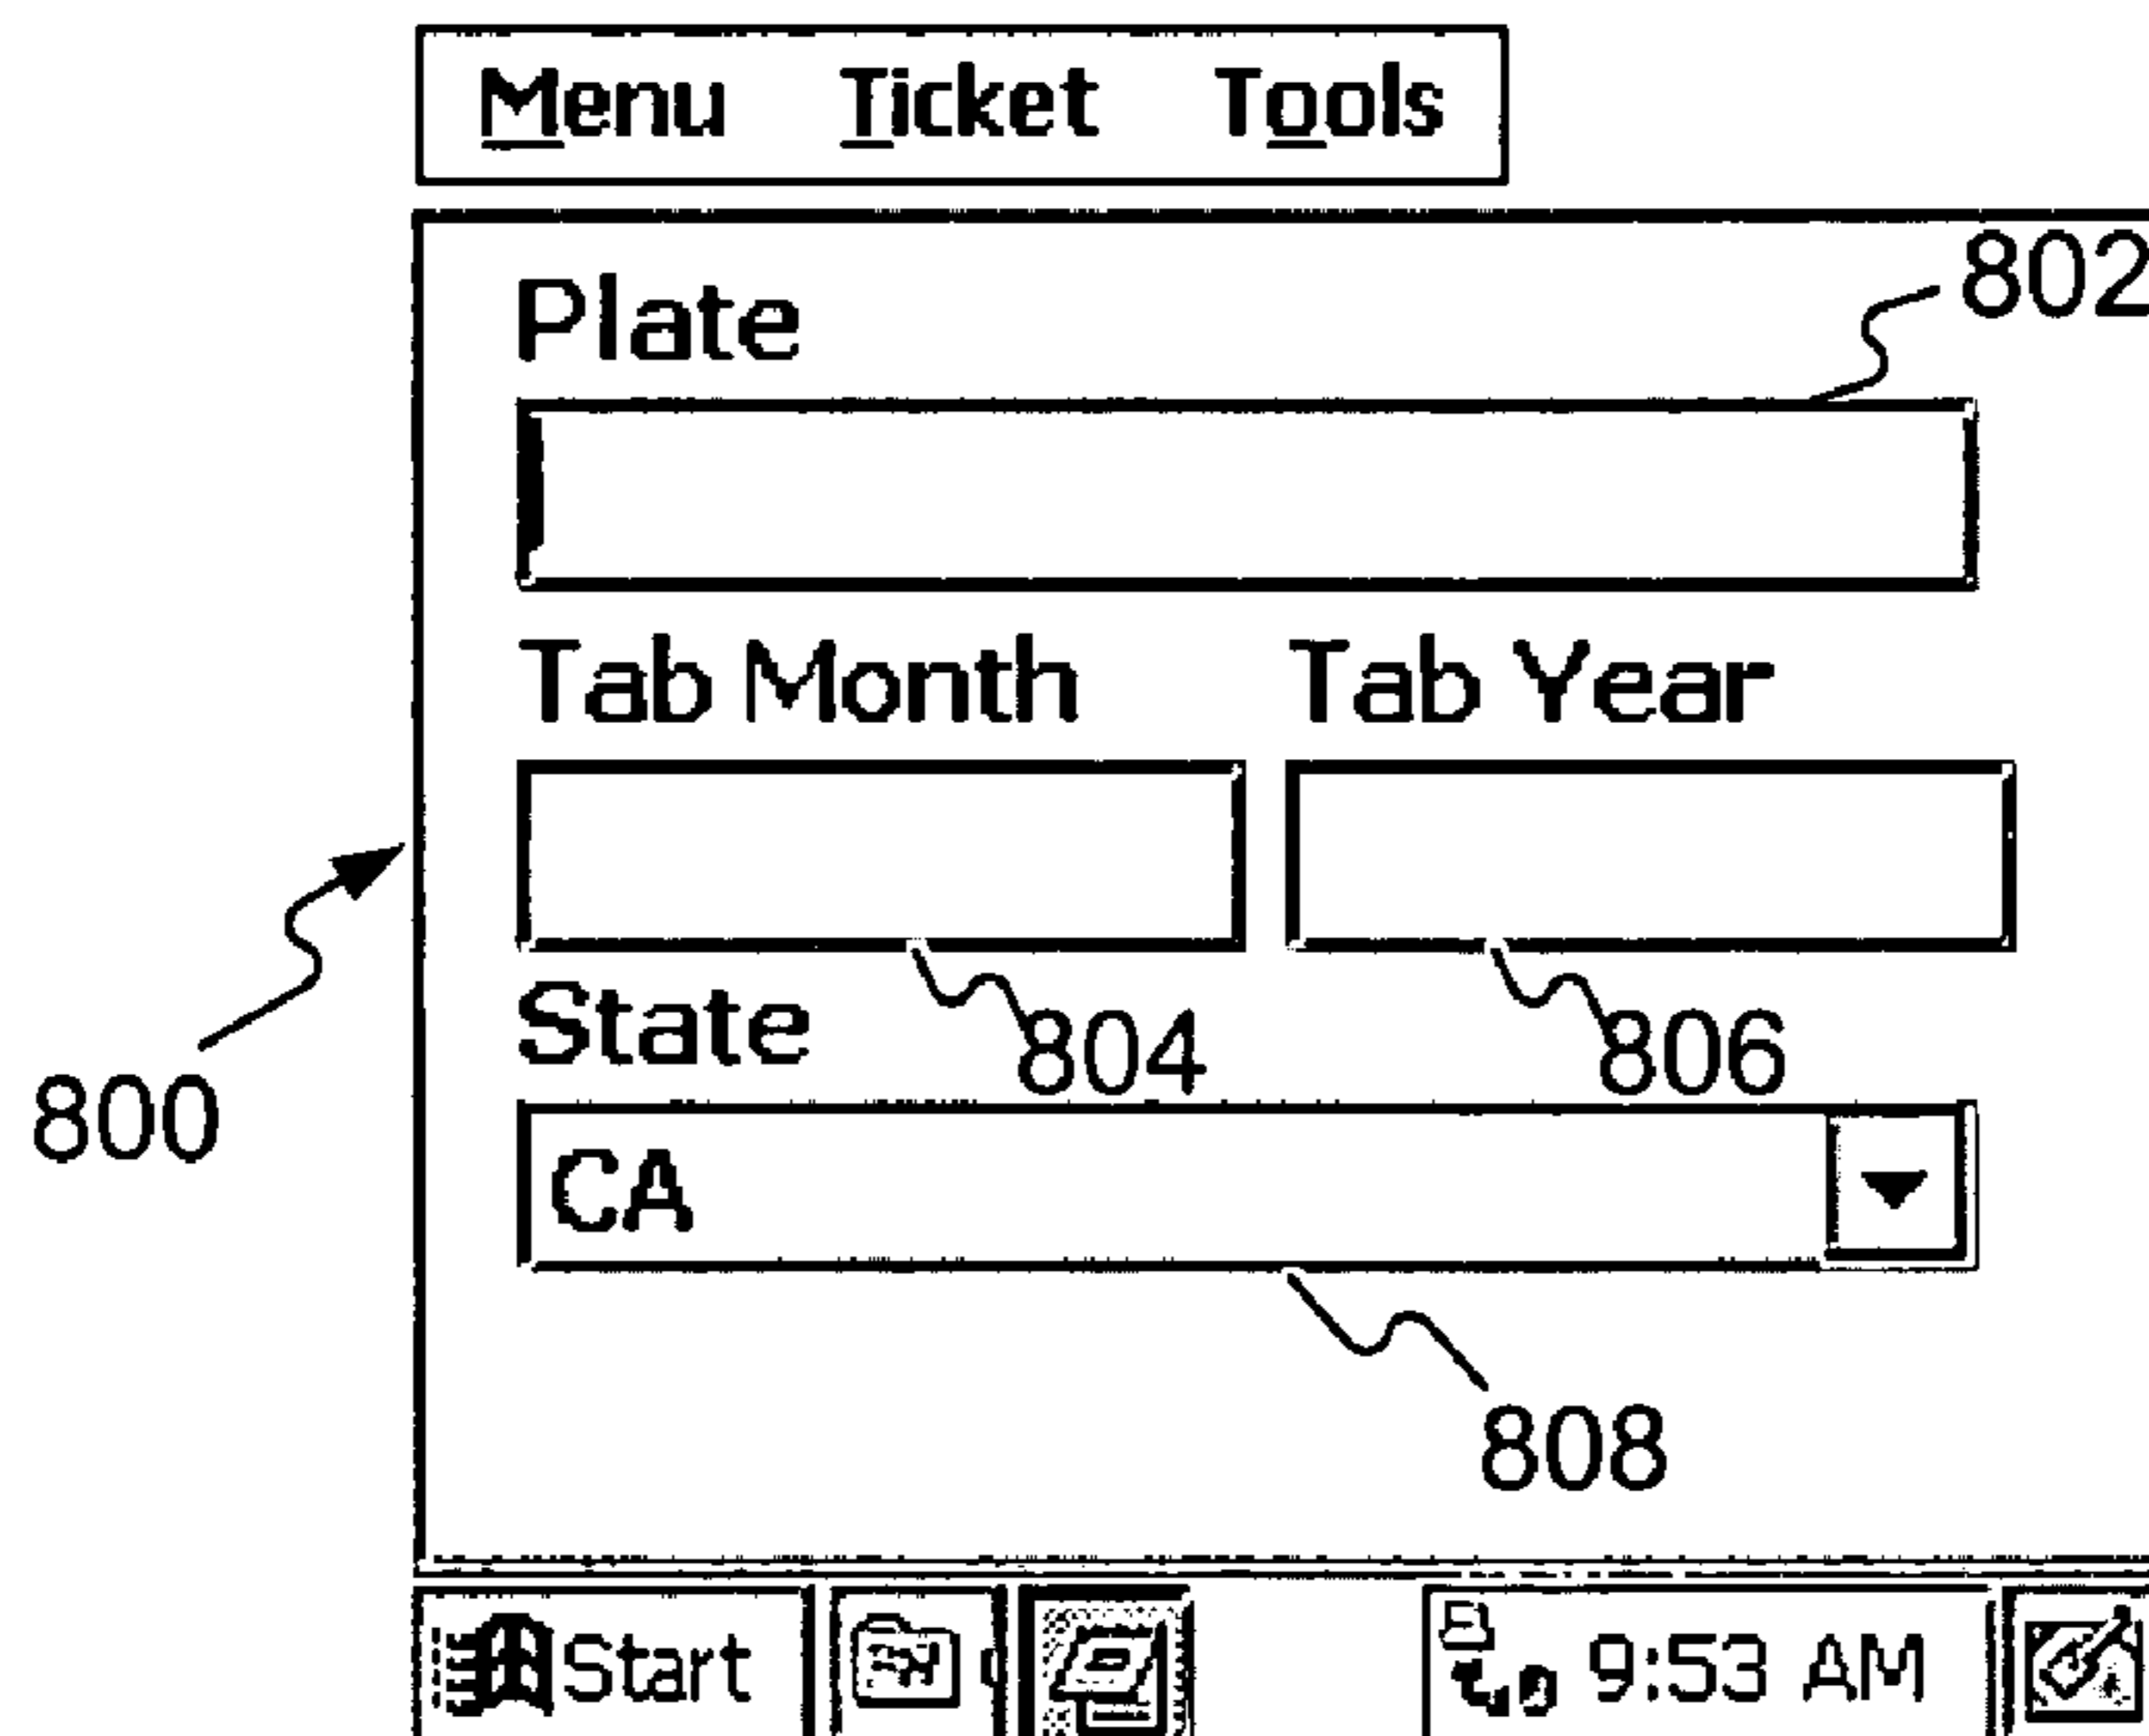 Menu Ticket Tools
802
Plate
Tab Month Tab Year
State 804 806
800
CA
808
Start 9:53 AM